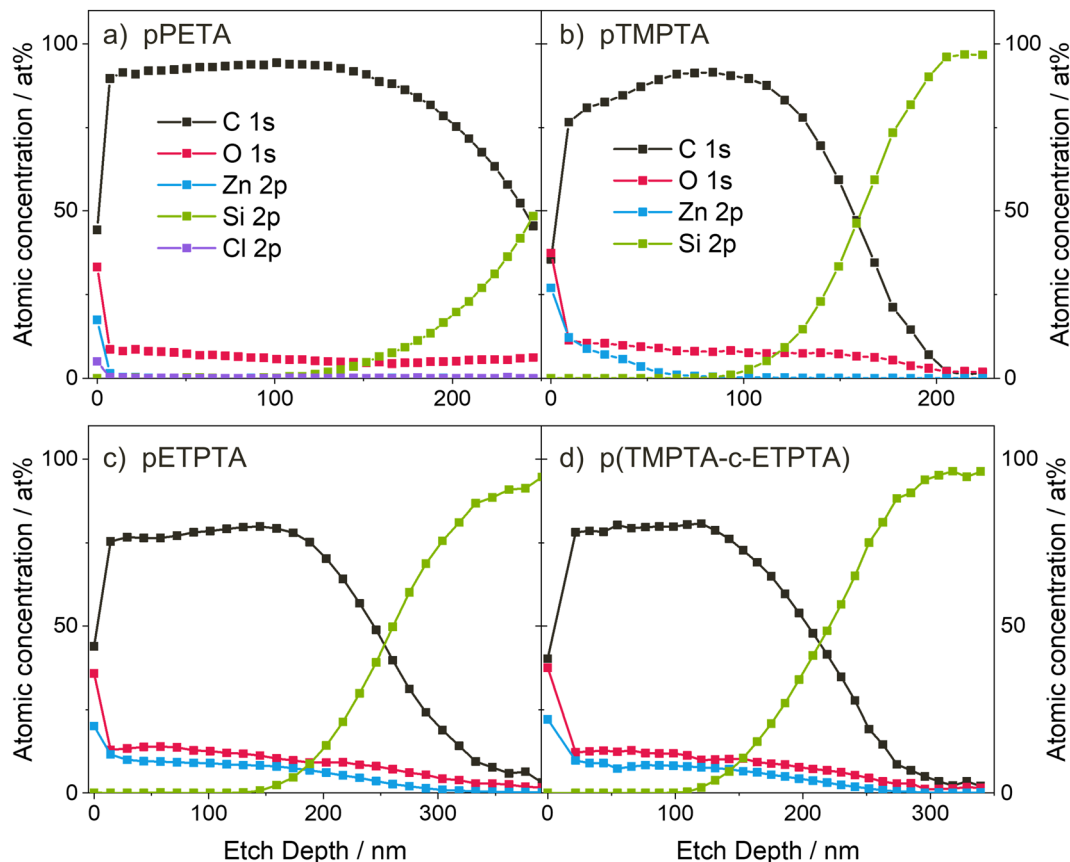 a) pPETA
b) pTMPTA
100
50
0
Atomic concentration / at%
C 1s
O 1s
Zn 2p
Si 2p
Cl 2p
C 1s
O 1s
Zn 2p
Si 2p
100
50
0
Atomic concentration / at%
0
100
200
0
100
200
c) pETPTA
d) p(TMPTA-c-ETPTA)
100
50
0
Atomic concentration / at%
100
50
0
Atomic concentration / at%
0
100
200
300
0
100
200
300
Etch Depth / nm
Etch Depth / nm